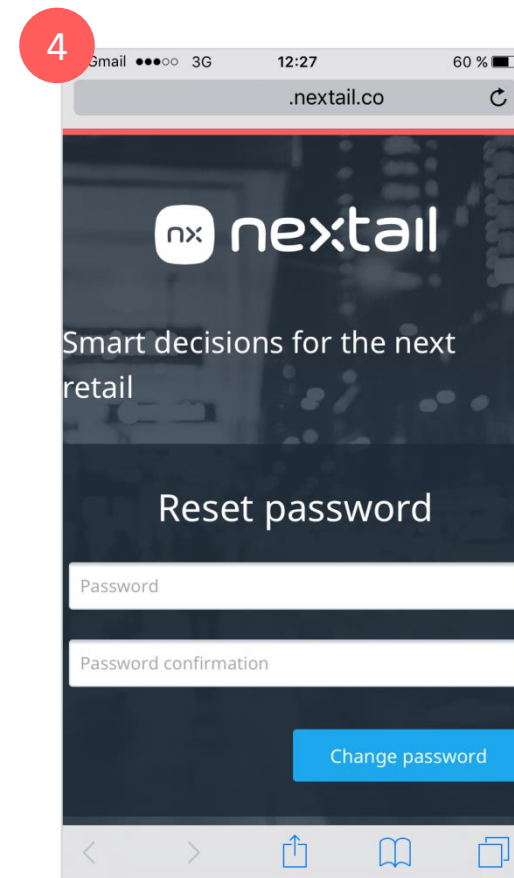 4
Gmail 3G 12:27 60 %
.nextail.co
nx nextail
Smart decisions for the next
retail
Reset password
Password
Password confirmation
Change password